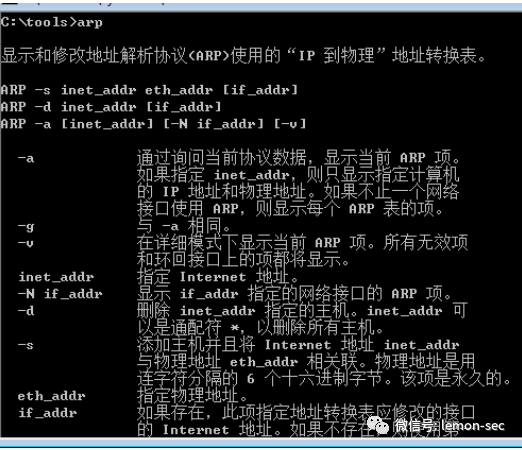 C:\tools>arp
显示和修改地址解析协议(ARP)使用的“IP 到物理”地址转换表。
ARP -s inet_addr eth_addr [if_addr]
ARP -d inet_addr [if_addr]
ARP -a [inet_addr] [-N if_addr] [-v]
-a 通过询问当前协议数据，显示当前 ARP 项。
如果指定 inet_addr，则只显示指定计算机
的 IP 地址和物理地址。如果不止一个网络
接口使用 ARP，则显示每个 ARP 表的项。
-g 与 -a 相同。
-v 在详细模式下显示当前 ARP 项。所有无效项
和环回接口上的项都将显示。
inet_addr 指定 Internet 地址。
-N if_addr 显示 if_addr 指定的网络接口的 ARP 项。
-d 删除 inet_addr 指定的主机。inet_addr 可
以是通配符 *，以删除所有主机。
-s 添加主机并且将 Internet 地址 inet_addr
与物理地址 eth_addr 相关联。物理地址是用
连字符分隔的 6 个十六进制字节。该项是永久的。
eth_addr 指定物理地址。
if_addr 如果存在，此项指定地址转换表应修改的接口
的 Internet 地址。如果不存在
微信号: lemon-sec